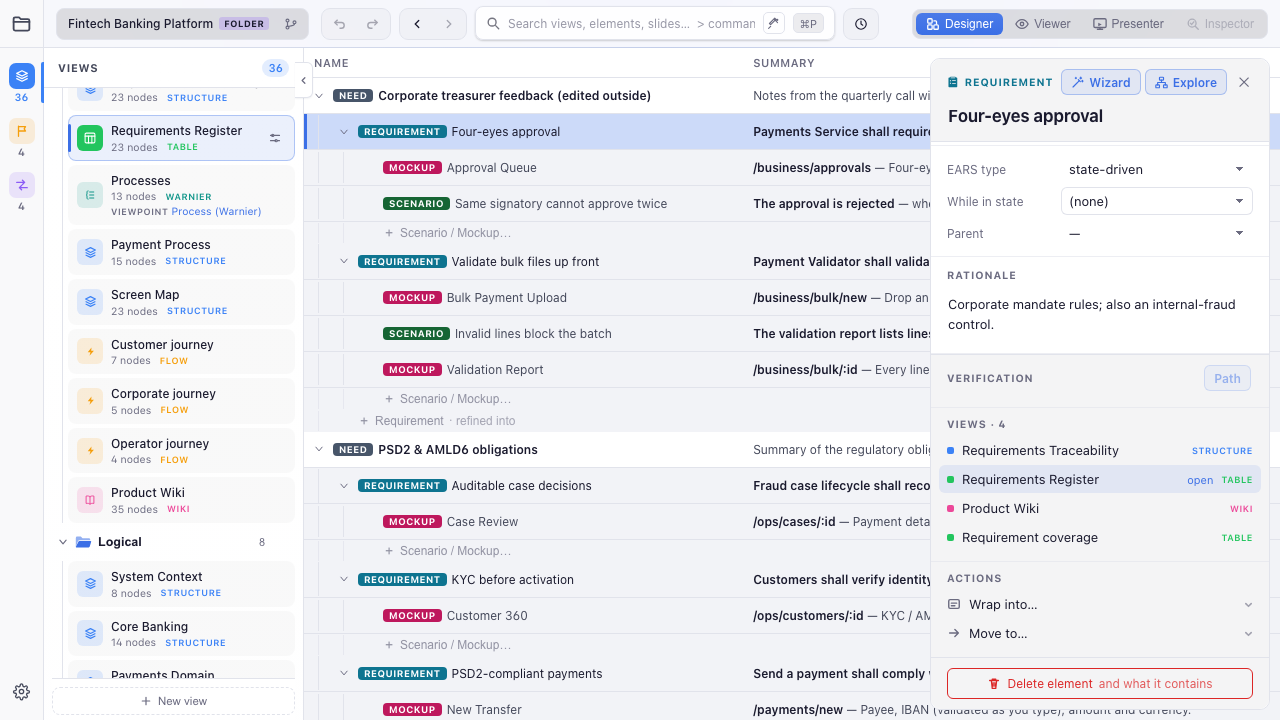 Fintech Banking Platform FOLDER
Search views, elements, slides... > comman ⌘P
Designer Viewer Presenter Inspector
36
4
4
VIEWS 36
23 nodes STRUCTURE
Requirements Register
23 nodes TABLE
Processes
13 nodes WARNIER
VIEWPOINT Process (Warnier)
Payment Process
15 nodes STRUCTURE
Screen Map
23 nodes STRUCTURE
Customer journey
7 nodes FLOW
Corporate journey
5 nodes FLOW
Operator journey
4 nodes FLOW
Product Wiki
35 nodes WIKI
Logical 8
System Context
8 nodes STRUCTURE
Core Banking
14 nodes STRUCTURE
Payments Domain
+ New view
NAME SUMMARY
NEED Corporate treasurer feedback (edited outside) Notes from the quarterly call wi
REQUIREMENT Four-eyes approval Payments Service shall require
MOCKUP Approval Queue /business/approvals — Four-ey
SCENARIO Same signatory cannot approve twice The approval is rejected — whe
+ Scenario / Mockup...
REQUIREMENT Validate bulk files up front Payment Validator shall valida
MOCKUP Bulk Payment Upload /business/bulk/new — Drop an
SCENARIO Invalid lines block the batch The validation report lists lines
MOCKUP Validation Report /business/bulk/:id — Every line
+ Scenario / Mockup...
+ Requirement · refined into
NEED PSD2 & AMLD6 obligations Summary of the regulatory oblig
REQUIREMENT Auditable case decisions Fraud case lifecycle shall reco
MOCKUP Case Review /ops/cases/:id — Payment deta
+ Scenario / Mockup...
REQUIREMENT KYC before activation Customers shall verify identity
MOCKUP Customer 360 /ops/customers/:id — KYC / AM
+ Scenario / Mockup...
REQUIREMENT PSD2-compliant payments Send a payment shall comply w
MOCKUP New Transfer /payments/new — Payee, IBAN (validated as you type), amount and currency.
REQUIREMENT Wizard Explore
Four-eyes approval
EARS type state-driven
While in state (none)
Parent —
RATIONALE
Corporate mandate rules; also an internal-fraud
control.
VERIFICATION Path
VIEWS · 4
Requirements Traceability STRUCTURE
Requirements Register open TABLE
Product Wiki WIKI
Requirement coverage TABLE
ACTIONS
Wrap into...
Move to...
Delete element and what it contains